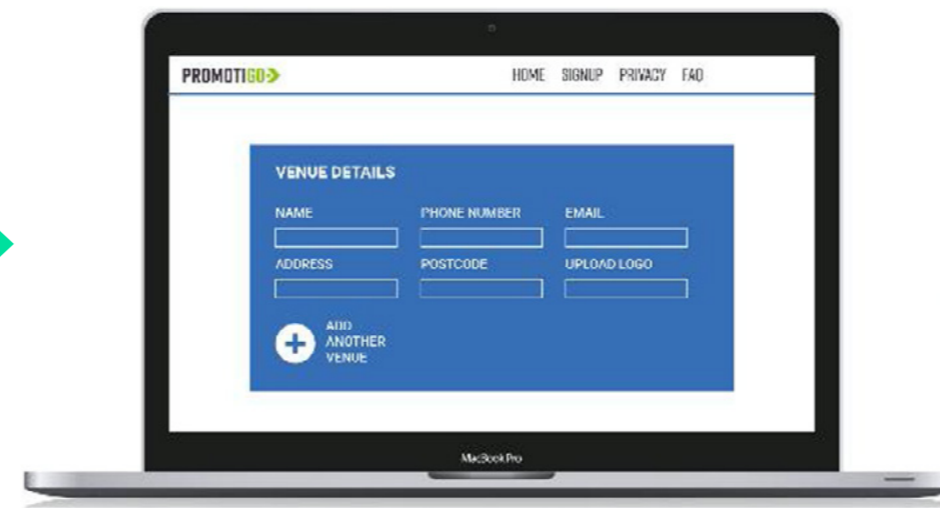 PROMOTIGO
HOME SIGNUP PRIVACY FAQ
VENUE DETAILS
NAME PHONE NUMBER EMAIL
ADDRESS POSTCODE UPLOAD LOGO
ADD
ANOTHER
VENUE
MacBook Pro